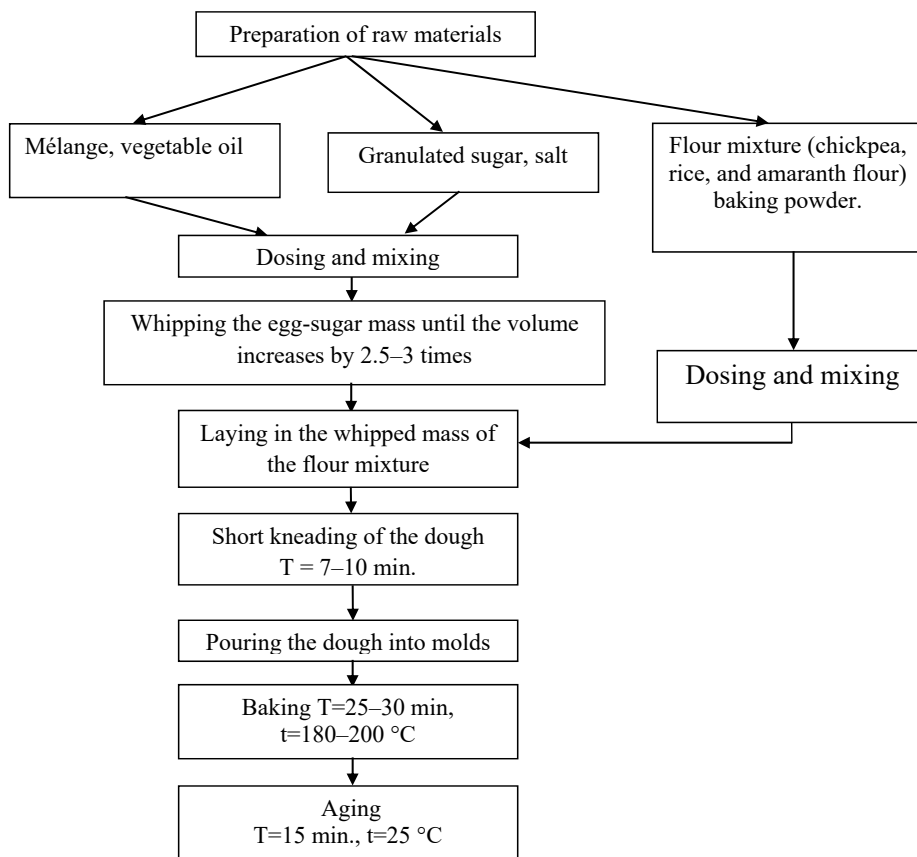 Preparation of raw materials
Mélange, vegetable oil
Granulated sugar, salt
Flour mixture (chickpea,
rice, and amaranth flour)
baking powder.
Dosing and mixing
Whipping the egg-sugar mass until the volume
increases by 2.5–3 times
Dosing and mixing
Laying in the whipped mass of
the flour mixture
Short kneading of the dough
T = 7–10 min.
Pouring the dough into molds
Baking T=25–30 min,
t=180–200 °C
Aging
T=15 min., t=25 °C